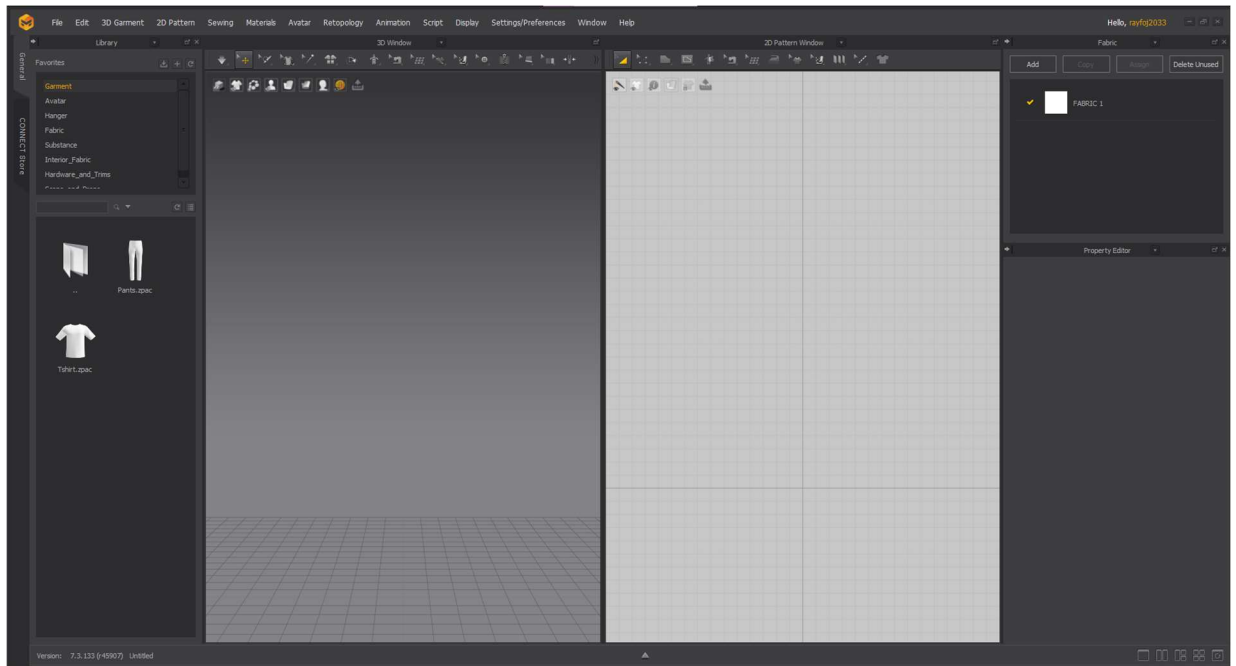 File Edit 3D Garment 2D Pattern Sewing Materials Avatar Retopology Animation Script Display Settings/Preferences Window Help
Hello, rayfoj2033
General
CONNECT Store
Library
Favorites
Garment
Avatar
Hanger
Fabric
Substance
Interior_Fabric
Hardware_and_Trims
..
Pants.zpac
Tshirt.zpac
3D Window
2D Pattern Window
Fabric
Add Copy Assign Delete Unused
FABRIC 1
Property Editor
Version: 7.3.133 (r45907) Untitled